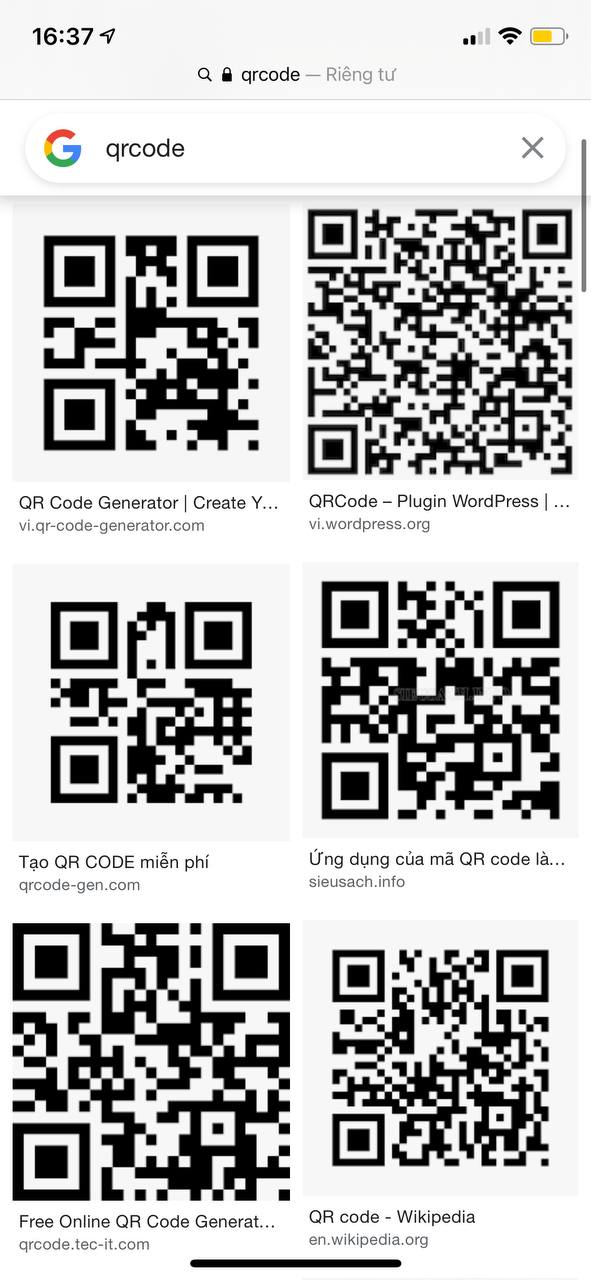 16:37
qrcode — Riêng tư
qrcode
QR Code Generator | Create Y...
vi.qr-code-generator.com
QRCode – Plugin WordPress | ...
vi.wordpress.org
Tạo QR CODE miễn phí
qrcode-gen.com
Ứng dụng của mã QR code là...
sieusach.info
Free Online QR Code Generat...
qrcode.tec-it.com
QR code - Wikipedia
en.wikipedia.org